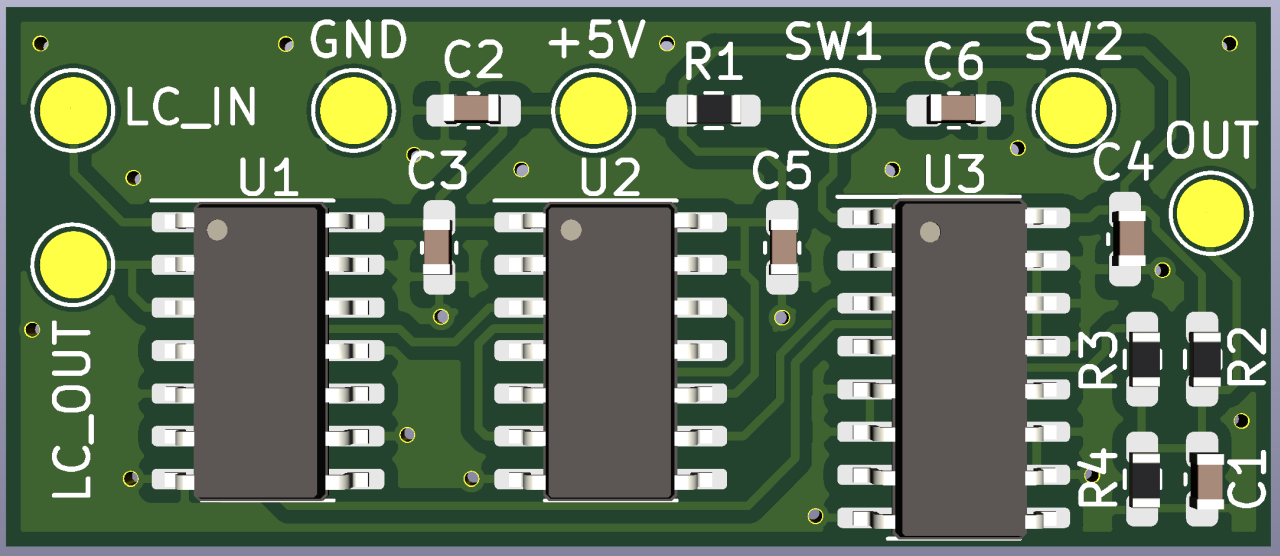 GND
C2
+5V
R1
SW1
C6
SW2
LC_IN
OUT
U1
C3
U2
C5
U3
C4
LC_OUT
R3
R2
R4
C1